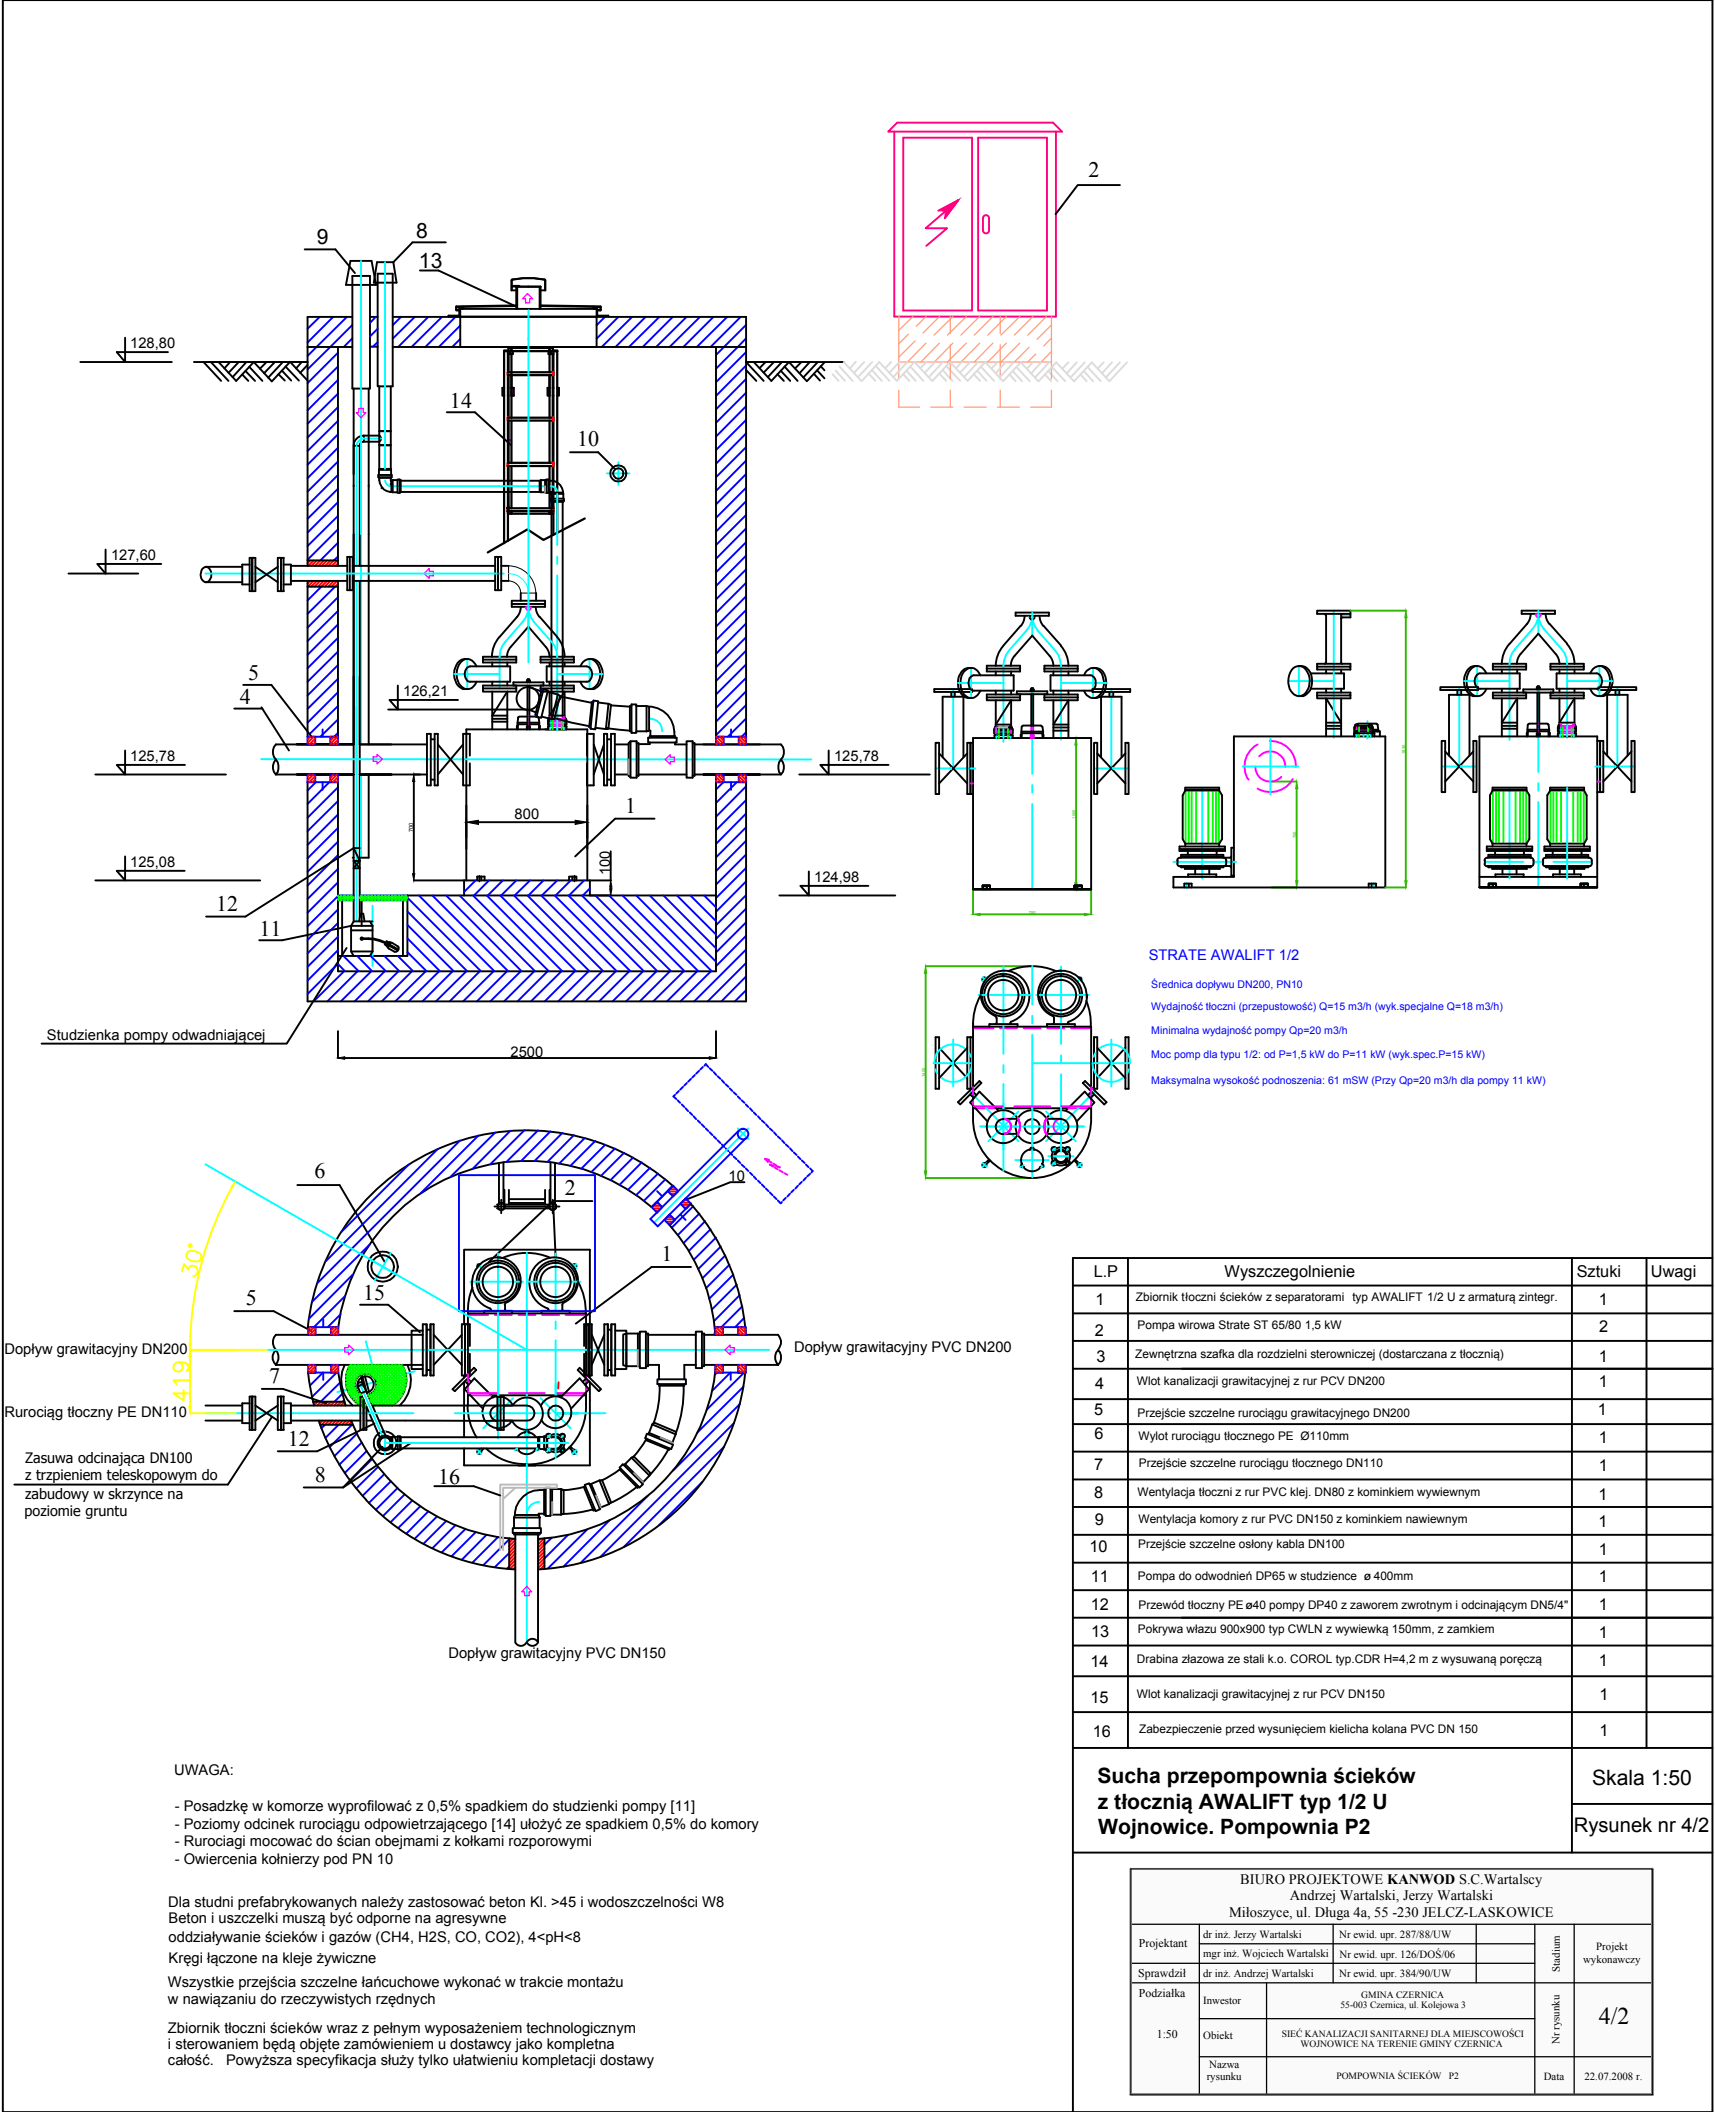 2
9
8
13
128,80
14
10
127,60
5
4
126,21
125,78
125,78
800
1
700
100
125,08
124,98
12
11
Studzienka pompy odwadniającej
2500
STRATE AWALIFT 1/2
Średnica dopływu DN200, PN10
Wydajność tłoczni (przepustowość) Q=15 m3/h (wyk.specjalne Q=18 m3/h)
Minimalna wydajność pompy Qp=20 m3/h
Moc pomp dla typu 1/2: od P=1,5 kW do P=11 kW (wyk.spec.P=15 kW)
Maksymalna wysokość podnoszenia: 61 mSW (Przy Qp=20 m3/h dla pompy 11 kW)
6
2
10
1
30°
5
15
Dopływ grawitacyjny DN200
Dopływ grawitacyjny PVC DN200
419
7
Rurociąg tłoczny PE DN110
12
Zasuwa odcinająca DN100
z trzpieniem teleskopowym do
zabudowy w skrzynce na
poziomie gruntu
8
16
Dopływ grawitacyjny PVC DN150
L.P Wyszczegolnienie Sztuki Uwagi
1 Zbiornik tłoczni ścieków z separatorami typ AWALIFT 1/2 U z armaturą zintegr. 1
2 Pompa wirowa Strate ST 65/80 1,5 kW 2
3 Zewnętrzna szafka dla rozdzielni sterowniczej (dostarczana z tłocznią) 1
4 Wlot kanalizacji grawitacyjnej z rur PCV DN200 1
5 Przejście szczelne rurociągu grawitacyjnego DN200 1
6 Wylot rurociągu tłocznego PE Ø110mm 1
7 Przejście szczelne rurociągu tłocznego DN110 1
8 Wentylacja tłoczni z rur PVC klej. DN80 z kominkiem wywiewnym 1
9 Wentylacja komory z rur PVC DN150 z kominkiem nawiewnym 1
10 Przejście szczelne osłony kabla DN100 1
11 Pompa do odwodnień DP65 w studzience ø 400mm 1
12 Przewód tłoczny PE ø40 pompy DP40 z zaworem zwrotnym i odcinającym DN5/4" 1
13 Pokrywa włazu 900x900 typ CWLN z wywiewką 150mm, z zamkiem 1
14 Drabina złazowa ze stali k.o. COROL typ.CDR H=4,2 m z wysuwaną poręczą 1
15 Wlot kanalizacji grawitacyjnej z rur PCV DN150 1
16 Zabezpieczenie przed wysunięciem kielicha kolana PVC DN 150 1
Sucha przepompownia ścieków
z tłocznią AWALIFT typ 1/2 U
Wojnowice. Pompownia P2
Skala 1:50
Rysunek nr 4/2
UWAGA:
- Posadzkę w komorze wyprofilować z 0,5% spadkiem do studzienki pompy [11]
- Poziomy odcinek rurociągu odpowietrzającego [14] ułożyć ze spadkiem 0,5% do komory
- Rurociagi mocować do ścian obejmami z kołkami rozporowymi
- Owiercenia kołnierzy pod PN 10
Dla studni prefabrykowanych należy zastosować beton Kl. >45 i wodoszczelności W8
Beton i uszczelki muszą być odporne na agresywne
oddziaływanie ścieków i gazów (CH4, H2S, CO, CO2), 4<pH<8
Kręgi łączone na kleje żywiczne
Wszystkie przejścia szczelne łańcuchowe wykonać w trakcie montażu
w nawiązaniu do rzeczywistych rzędnych
Zbiornik tłoczni ścieków wraz z pełnym wyposażeniem technologicznym
i sterowaniem będą objęte zamówieniem u dostawcy jako kompletna
całość. Powyższa specyfikacja służy tylko ułatwieniu kompletacji dostawy
BIURO PROJEKTOWE KANWOD S.C.Wartalscy
Andrzej Wartalski, Jerzy Wartalski
Miłoszyce, ul. Długa 4a, 55 -230 JELCZ-LASKOWICE
Projektant dr inż. Jerzy Wartalski Nr ewid. upr. 287/88/UW
mgr inż. Wojciech Wartalski Nr ewid. upr. 126/DOŚ/06
Sprawdził dr inż. Andrzej Wartalski Nr ewid. upr. 384/90/UW
Stadium
Projekt
wykonawczy
Podziałka
1:50
Inwestor
GMINA CZERNICA
55-003 Czernica, ul. Kolejowa 3
Obiekt
SIEĆ KANALIZACJI SANITARNEJ DLA MIEJSCOWOŚCI
WOJNOWICE NA TERENIE GMINY CZERNICA
Nr rysunku
4/2
Nazwa
rysunku
POMPOWNIA ŚCIEKÓW P2
Data 22.07.2008 r.